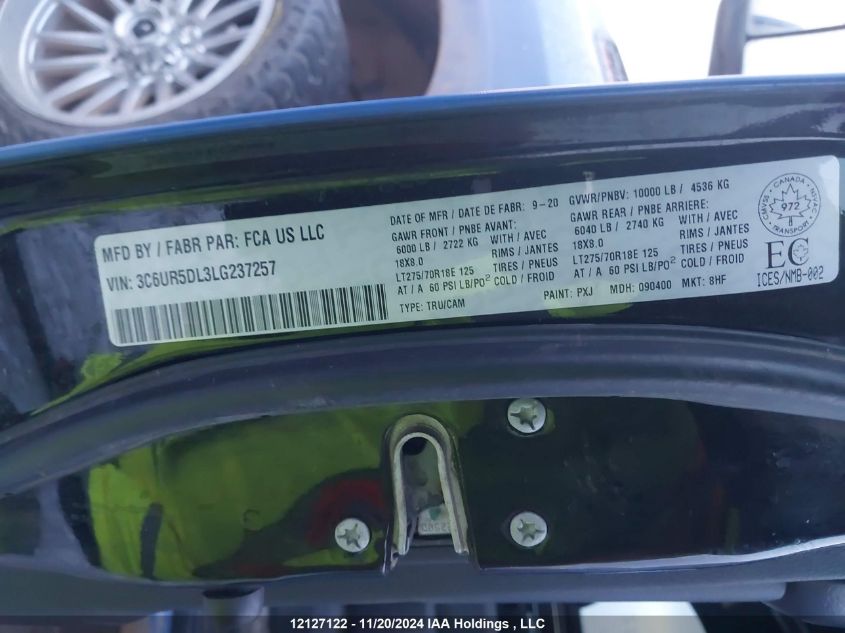 MFD BY / FABR PAR: FCA US LLC
VIN: 3C6UR5DL3LG237257
DATE OF MFR / DATE DE FABR: 9-20
GAWR FRONT / PNBE AVANT:
6000 LB / 2722 KG WITH / AVEC
18X8.0 RIMS / JANTES
LT275/70R18E 125 TIRES / PNEUS
AT / A 60 PSI LB/PO² COLD / FROID
TYPE: TRU/CAM
GVWR/PNBV: 10000 LB / 4536 KG
GAWR REAR / PNBE ARRIERE:
6040 LB / 2740 KG WITH / AVEC
18X8.0 RIMS / JANTES
LT275/70R18E 125 TIRES / PNEUS
AT / A 60 PSI LB/PO² COLD / FROID
PAINT: PXJ MDH: 090400 MKT: 8HF
CANADA
CMVSS NSVAC
972
TRANSPORT
EC
ICES/NMB-002
12127122 - 11/20/2024 IAA Holdings , LLC